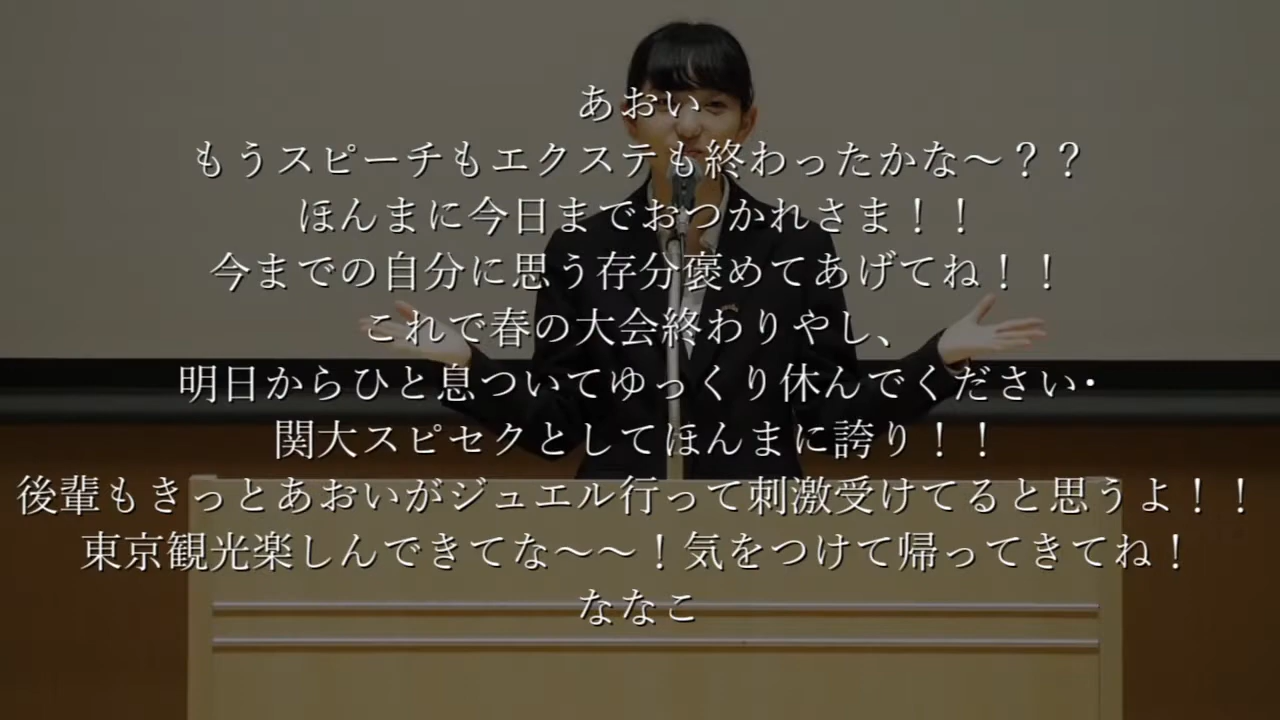 あおい
もうスピーチもエクステも終わったかな〜？？
ほんまに今日までおつかれさま！！
今までの自分に思う存分褒めてあげてね！！
これで春の大会終わりやし、
明日からひと息ついてゆっくり休んでください･
関大スピセクとしてほんまに誇り！！
後輩もきっとあおいがジュエル行って刺激受けてると思うよ！！
東京観光楽しんできてな〜〜！気をつけて帰ってきてね！
ななこ